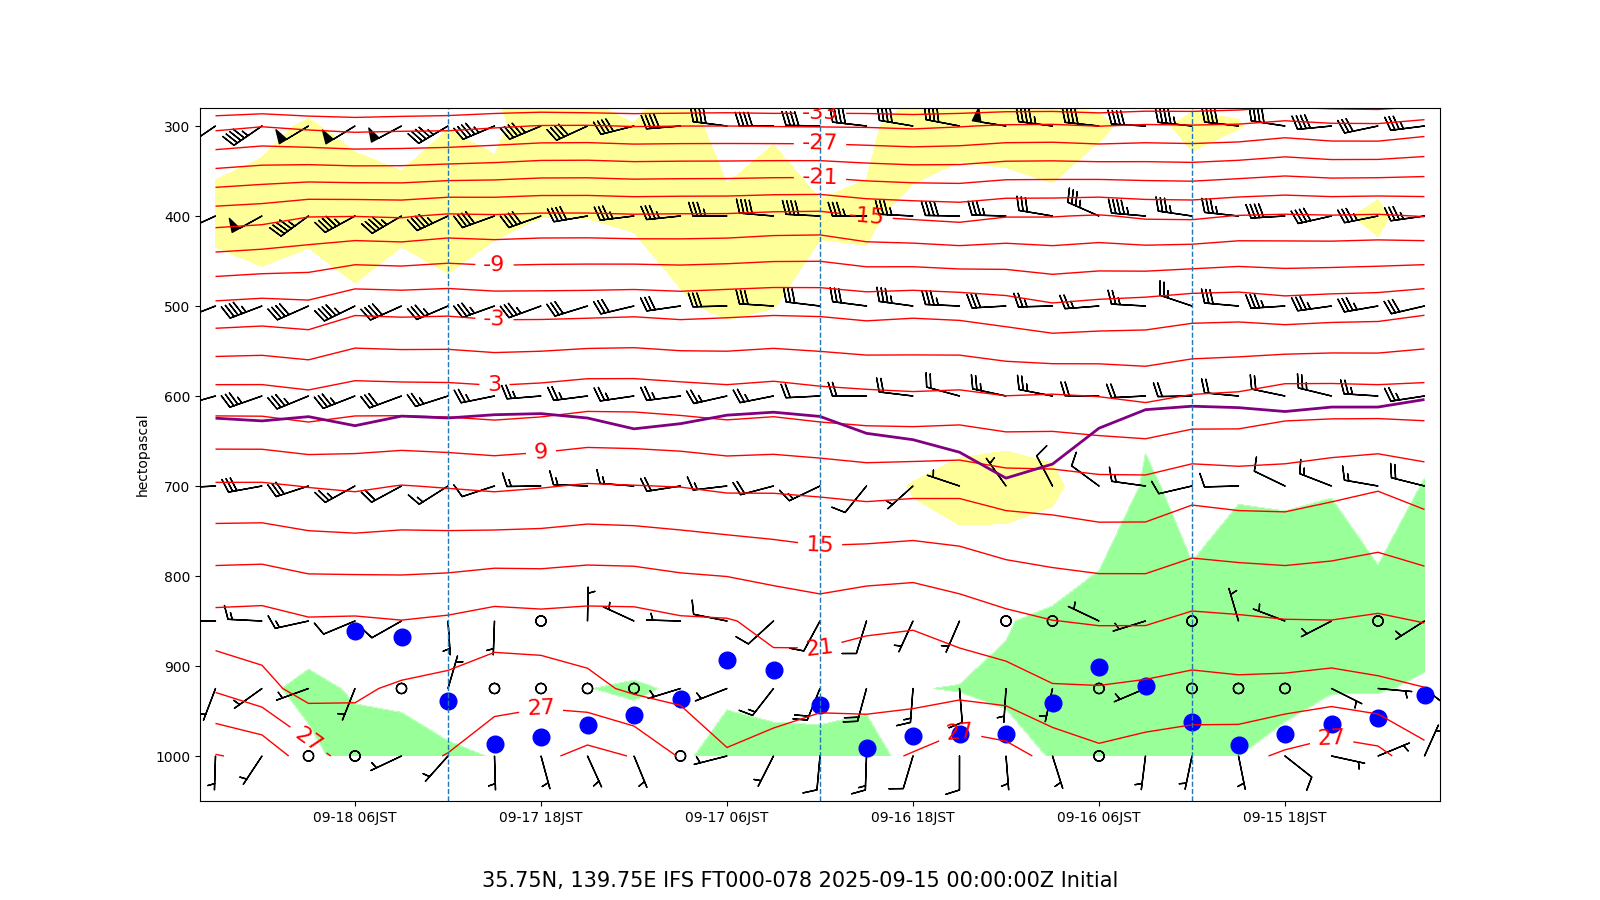 -33
300
-27
-21
400
15
-9
500
-3
3
600
9
700
15
800
21
900
27
27
27
27
1000
hectopascal
09-18 06JST
09-17 18JST
09-17 06JST
09-16 18JST
09-16 06JST
09-15 18JST
35.75N, 139.75E IFS FT000-078 2025-09-15 00:00:00Z Initial